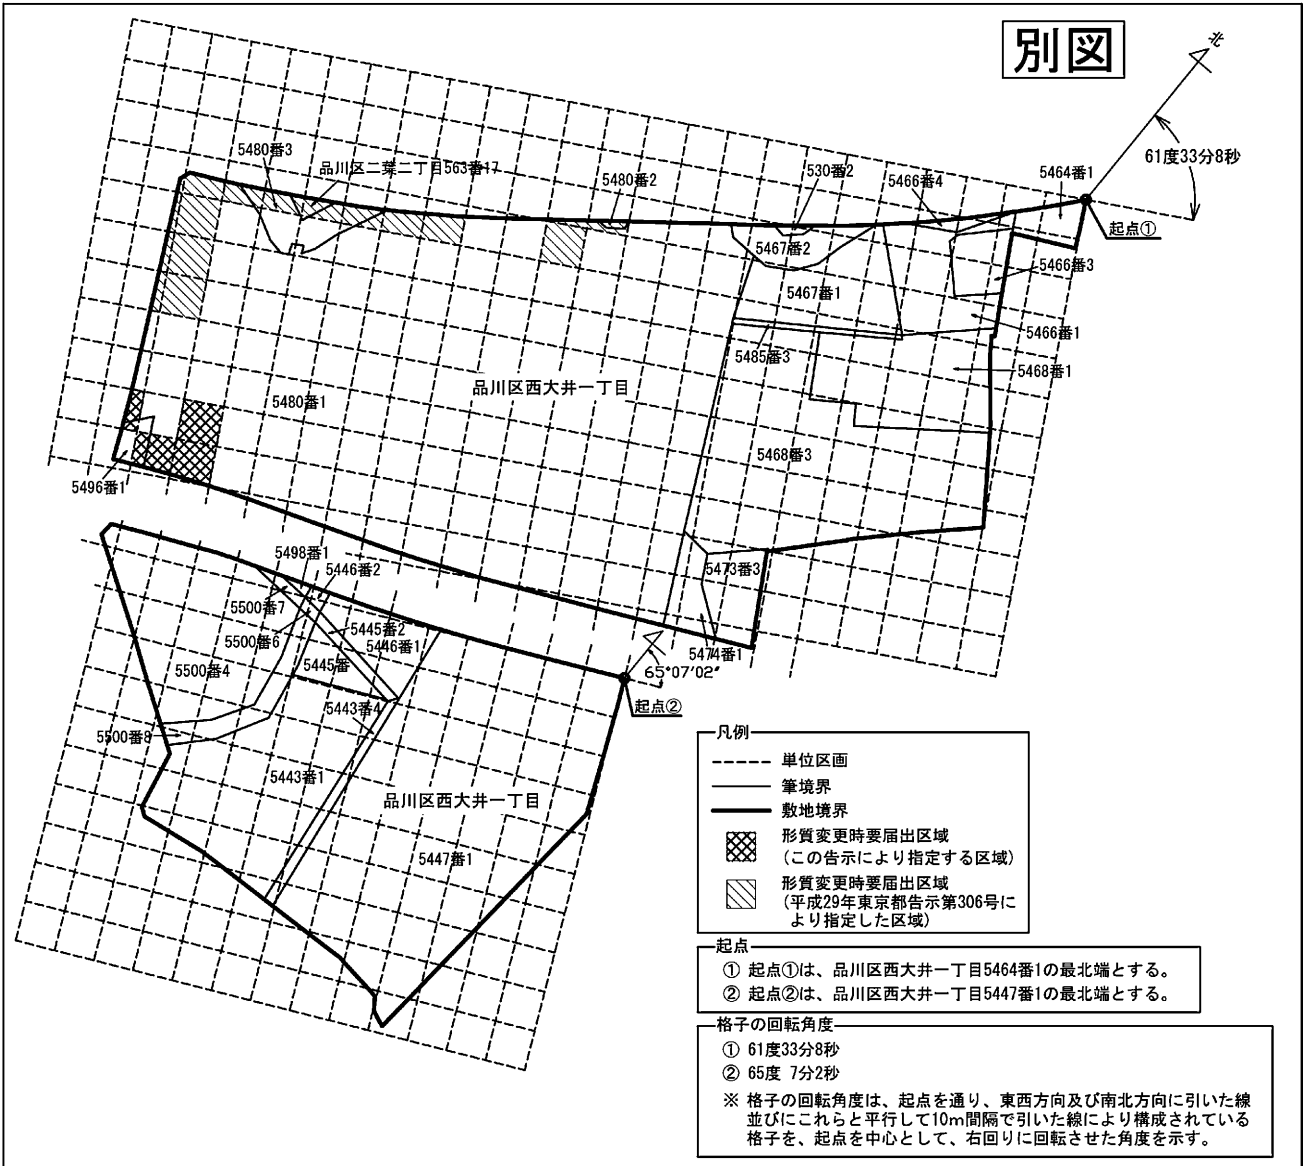 別図
北
61度33分8秒
5464番1
起点①
5480番3
品川区二葉二丁目563番17
5480番2
530番2
5466番4
5467番2
5466番3
5467番1
5466番1
5485番3
5468番1
品川区西大井一丁目
5480番1
5468番3
5496番1
5473番3
5474番1
5498番1
5446番2
5500番7
5445番2
5500番6
5446番1
5445番
5500番4
65°07′02″
起点②
5443番4
5500番8
5443番1
品川区西大井一丁目
5447番1
凡例
単位区画
筆境界
敷地境界
形質変更時要届出区域
(この告示により指定する区域)
形質変更時要届出区域
(平成29年東京都告示第306号に
より指定した区域)
起点
① 起点①は、品川区西大井一丁目5464番1の最北端とする。
② 起点②は、品川区西大井一丁目5447番1の最北端とする。
格子の回転角度
① 61度33分8秒
② 65度 7分2秒
※ 格子の回転角度は、起点を通り、東西方向及び南北方向に引いた線
並びにこれらと平行して10m間隔で引いた線により構成されている
格子を、起点を中心として、右回りに回転させた角度を示す。